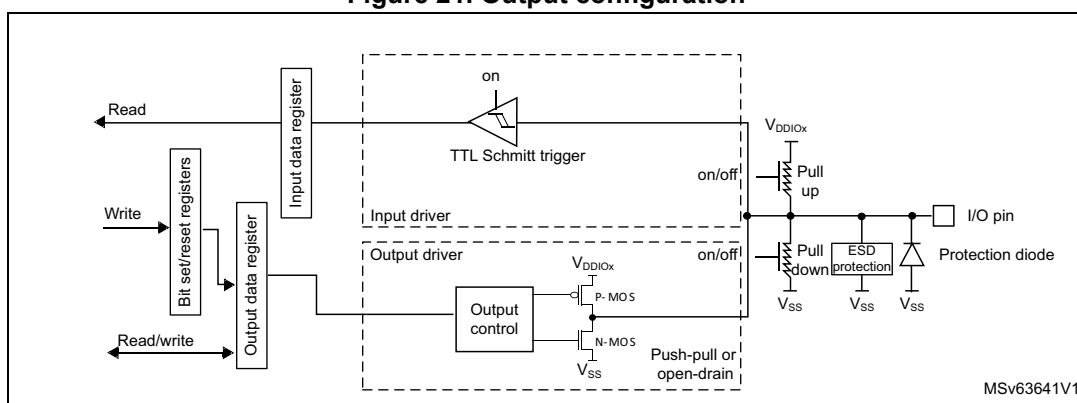 Figure Output configuration
on
Read
Input data register
TTL Schmitt trigger
V_DDIOx
on/off
Pull
up
Write
Bit set/reset registers
Output data register
Input driver
I/O pin
Output driver
on/off
Pull
down
ESD
protection
Protection diode
V_DDIOx
P-MOS
Output
control
N-MOS
V_SS
V_SS
V_SS
V_SS
Read/write
Push-pull or
open-drain
MSv63641V1